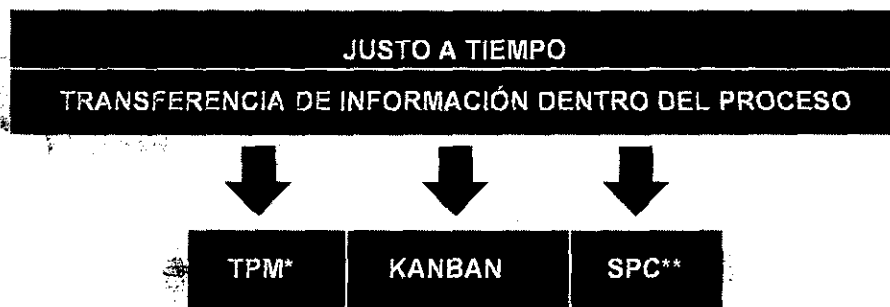 JUSTO A TIEMPO
TRANSFERENCIA DE INFORMACIÓN DENTRO DEL PROCESO
TPM* KANBAN SPC**